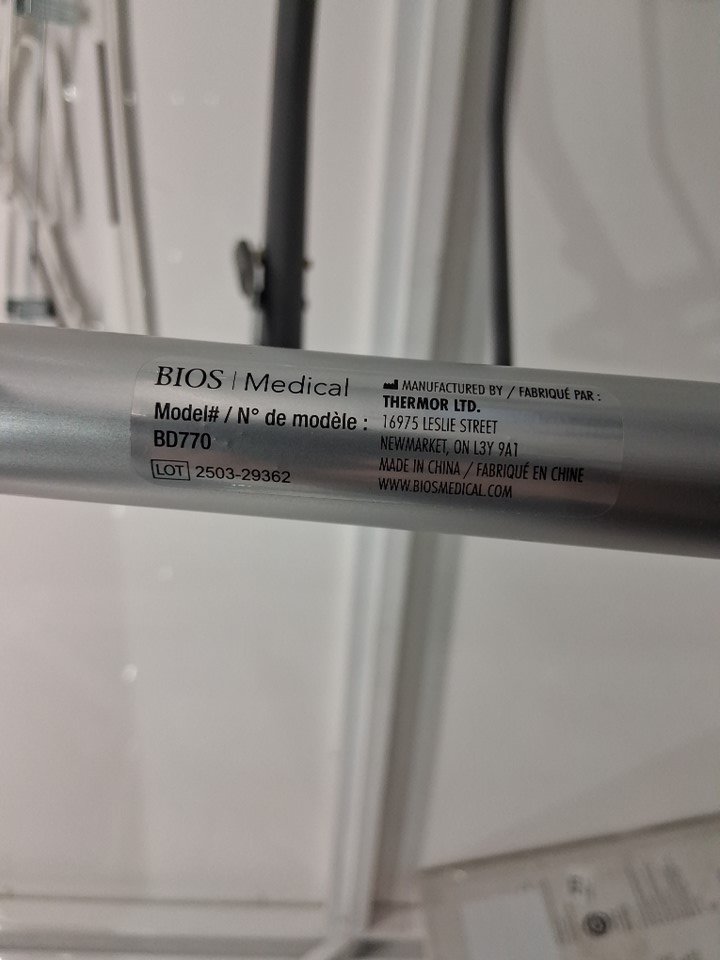 BIOS | Medical
Model# / N° de modèle :
BD770
LOT 2503-29362
MANUFACTURED BY / FABRIQUÉ PAR :
THERMOR LTD.
16975 LESLIE STREET
NEWMARKET, ON L3Y 9A1
MADE IN CHINA / FABRIQUÉ EN CHINE
WWW.BIOSMEDICAL.COM